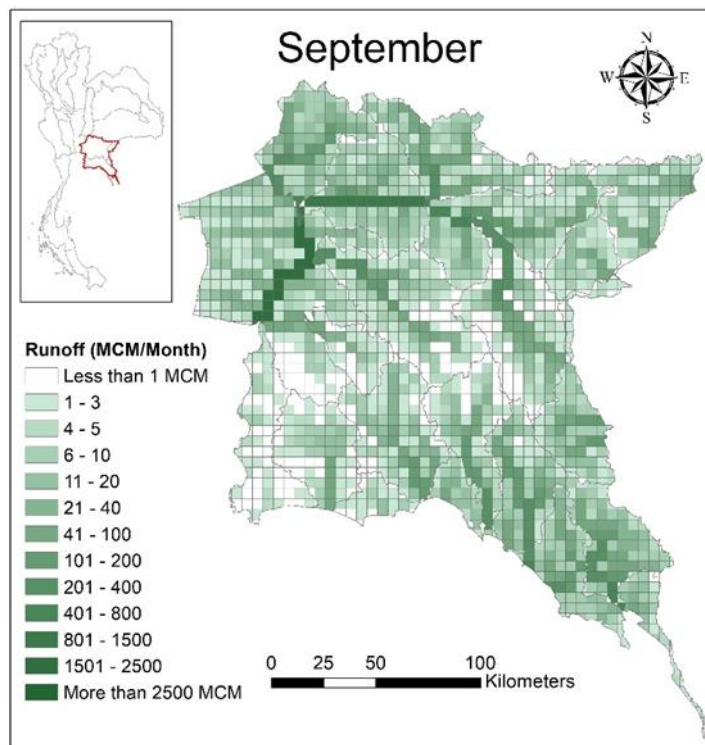 September
N
W E
S
Runoff (MCM/Month)
Less than 1 MCM
1 - 3
4 - 5
6 - 10
11 - 20
21 - 40
41 - 100
101 - 200
201 - 400
401 - 800
801 - 1500
1501 - 2500
More than 2500 MCM
0 25 50 100
Kilometers